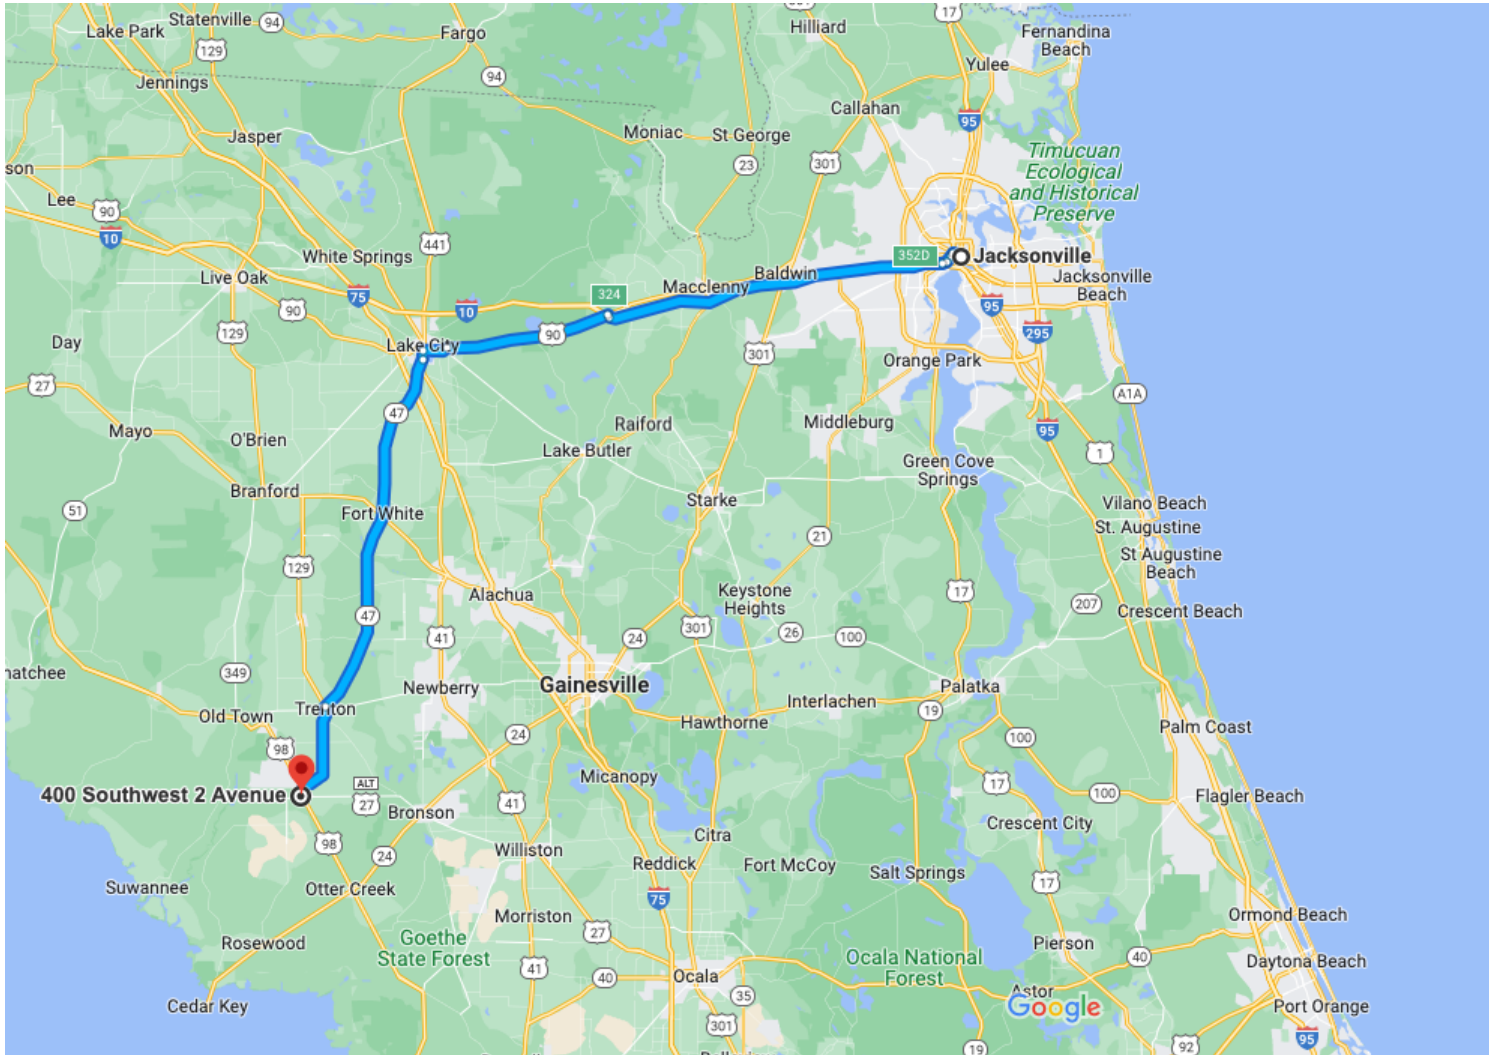 17
Statenville
94
Hilliard
Lake Park
Fargo
Fernandina
Beach
129
Yulee
94
Jennings
Callahan
95
Moniac
St George
Jasper
Timucuan
Ecological
and Historical
Preserve
301
23
son
Lee
90
10
441
White Springs
352D
Jacksonville
Live Oak
Baldwin
Jacksonville
Beach
Macclenny
75
324
90
10
95
129
90
295
Day
Lake City
301
Orange Park
27
A1A
47
Middleburg
Mayo
O'Brien
Raiford
95
Lake Butler
1
Green Cove
Springs
Branford
Starke
Vilano Beach
51
Fort White
St. Augustine
21
St Augustine
Beach
129
Alachua
Keystone
Heights
17
207
Crescent Beach
47
41
24
301
26
100
natchee
349
Newberry
Gainesville
Palatka
Interlachen
Trenton
Old Town
19
Hawthorne
Palm Coast
24
100
98
Micanopy
ALT
17
400 Southwest 2 Avenue
27
41
100
Flagler Beach
Bronson
Crescent City
Citra
98
Williston
24
Reddick
Fort McCoy
Salt Springs
Suwannee
Otter Creek
17
75
Morriston
Ormond Beach
27
Goethe
State Forest
Rosewood
Pierson
Ocala National
Forest
40
41
Ocala
40
Daytona Beach
35
Astor
Cedar Key
Google
Port Orange
301
95
19
92